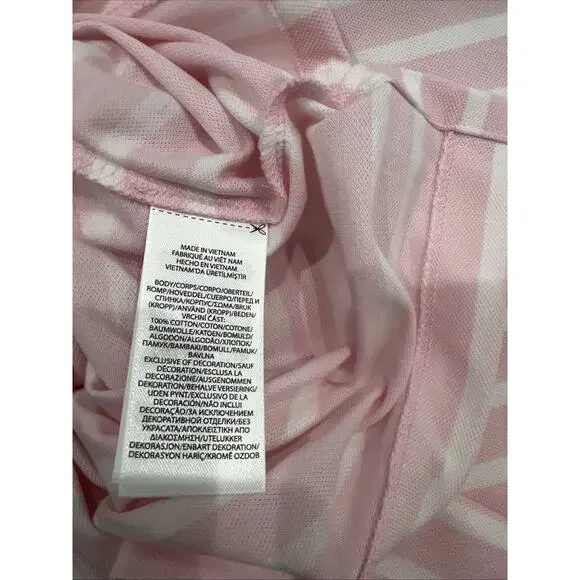 MADE IN VIETNAM
FABRIQUÉ AU VIÊT NAM
HECHO EN VIETNAM
VİETNAM'DA ÜRETİLMİŞTİR
BODY/CORPS/CORPO/OBERTEIL/
ROMP/HOVEDDEL/CUERPO/ПЕРЕД И
СПИНКА/КОРПУС/ΣΩΜΑ/BRUK
(KROPP)/ANVÄND (KROPP)/BEDEN/
VRCHNÍ ČÁST:
100% COTTON/COTON/COTONE/
BAUMWOLLE/KATOEN/BOMULD/
ALGODÓN/ALGODÃO/ХЛОПОК/
ПАМУК/ΒΑΜΒΑΚΙ/BOMULL/PAMUK/
BAVLNA
EXCLUSIVE OF DECORATION/SAUF
DÉCORATION/ESCLUSA LA
DECORAZIONE/AUSGENOMMEN
DEKORATION/BEHALVE VERSIERING/
UDEN PYNT/EXCLUSIVO DE LA
DECORACIÓN/NÃO INCLUI
DECORAÇÃO/ЗА ИСКЛЮЧЕНИЕМ
ДЕКОРАТИВНОЙ ОТДЕЛКИ/БЕЗ
УКРАСАТА/ΑΠΟΚΛΕΙΣΤΙΚΗ ΑΠΟ
ΔΙΑΚΟΣΜΗΣΗ/UTELUKKER
DEKORASJON/ENBART DEKORATION/
DEKORASYON HARİÇ/KROMĚ OZDOB